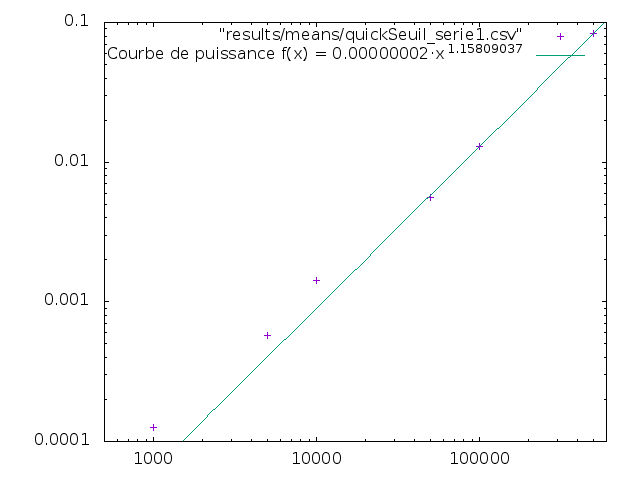 0.1
"results/means/quickSeuil_serie1.csv"
Courbe de puissance f(x) = 0.00000002·x^1.15809037
0.01
0.001
0.0001
1000 10000 100000